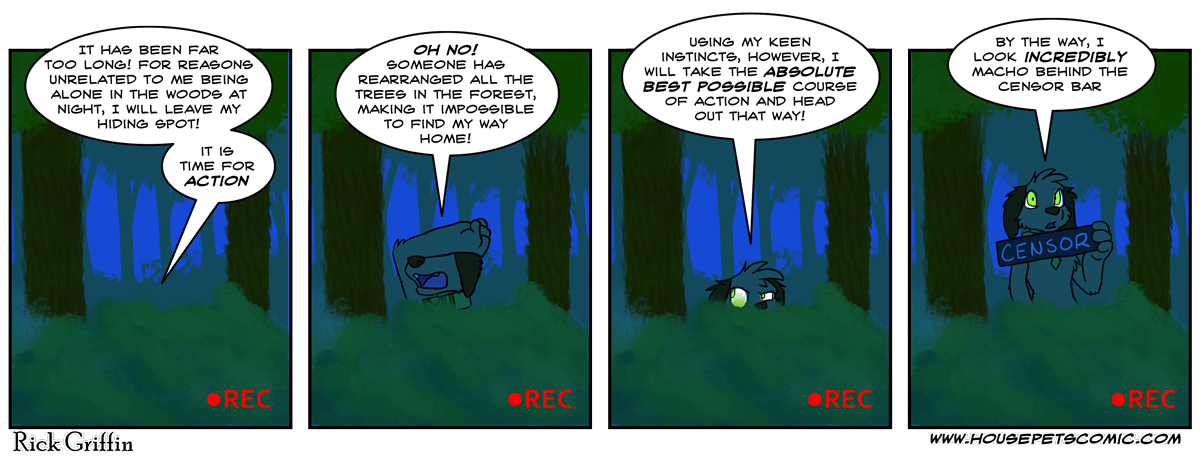 IT HAS BEEN FAR
TOO LONG! FOR REASONS
UNRELATED TO ME BEING
ALONE IN THE WOODS AT
NIGHT, I WILL LEAVE MY
HIDING SPOT!
IT IS
TIME FOR
ACTION
REC
OH NO!
SOMEONE HAS
REARRANGED ALL THE
TREES IN THE FOREST,
MAKING IT IMPOSSIBLE
TO FIND MY WAY
HOME!
REC
USING MY KEEN
INSTINCTS, HOWEVER, I
WILL TAKE THE ABSOLUTE
BEST POSSIBLE COURSE
OF ACTION AND HEAD
OUT THAT WAY!
REC
BY THE WAY, I
LOOK INCREDIBLY
MACHO BEHIND THE
CENSOR BAR
CENSOR
REC
Rick Griffin
WWW.HOUSEPETSCOMIC.COM